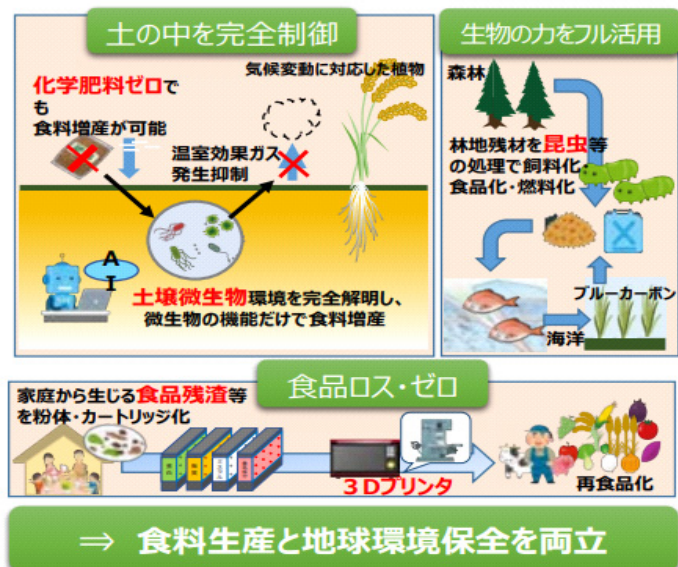 土の中を完全制御
化学肥料ゼロで
も
食料増産が可能
気候変動に対応した植物
温室効果ガス
発生抑制
A
I
土壌微生物環境を完全解明し、
微生物の機能だけで食料増産
生物の力をフル活用
森林
林地残材を昆虫等
の処理で飼料化・
食品化・燃料化
ブルーカーボン
海洋
食品ロス・ゼロ
家庭から生じる食品残渣等
を粉体・カートリッジ化
3Dプリンタ
再食品化
⇒ 食料生産と地球環境保全を両立